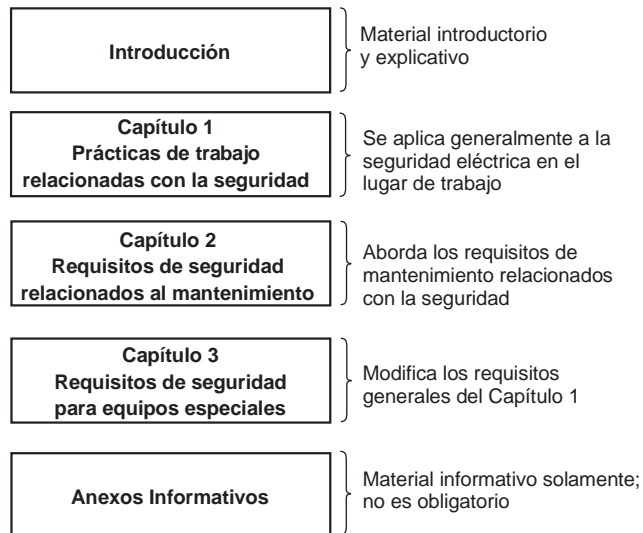 Introducción
Material introductorio
y explicativo
Capítulo 1
Prácticas de trabajo
relacionadas con la seguridad
Se aplica generalmente a la
seguridad eléctrica en el
lugar de trabajo
Capítulo 2
Requisitos de seguridad
relacionados al mantenimiento
Aborda los requisitos de
mantenimiento relacionados
con la seguridad
Capítulo 3
Requisitos de seguridad
para equipos especiales
Modifica los requisitos
generales del Capítulo 1
Anexos Informativos
Material informativo solamente;
no es obligatorio